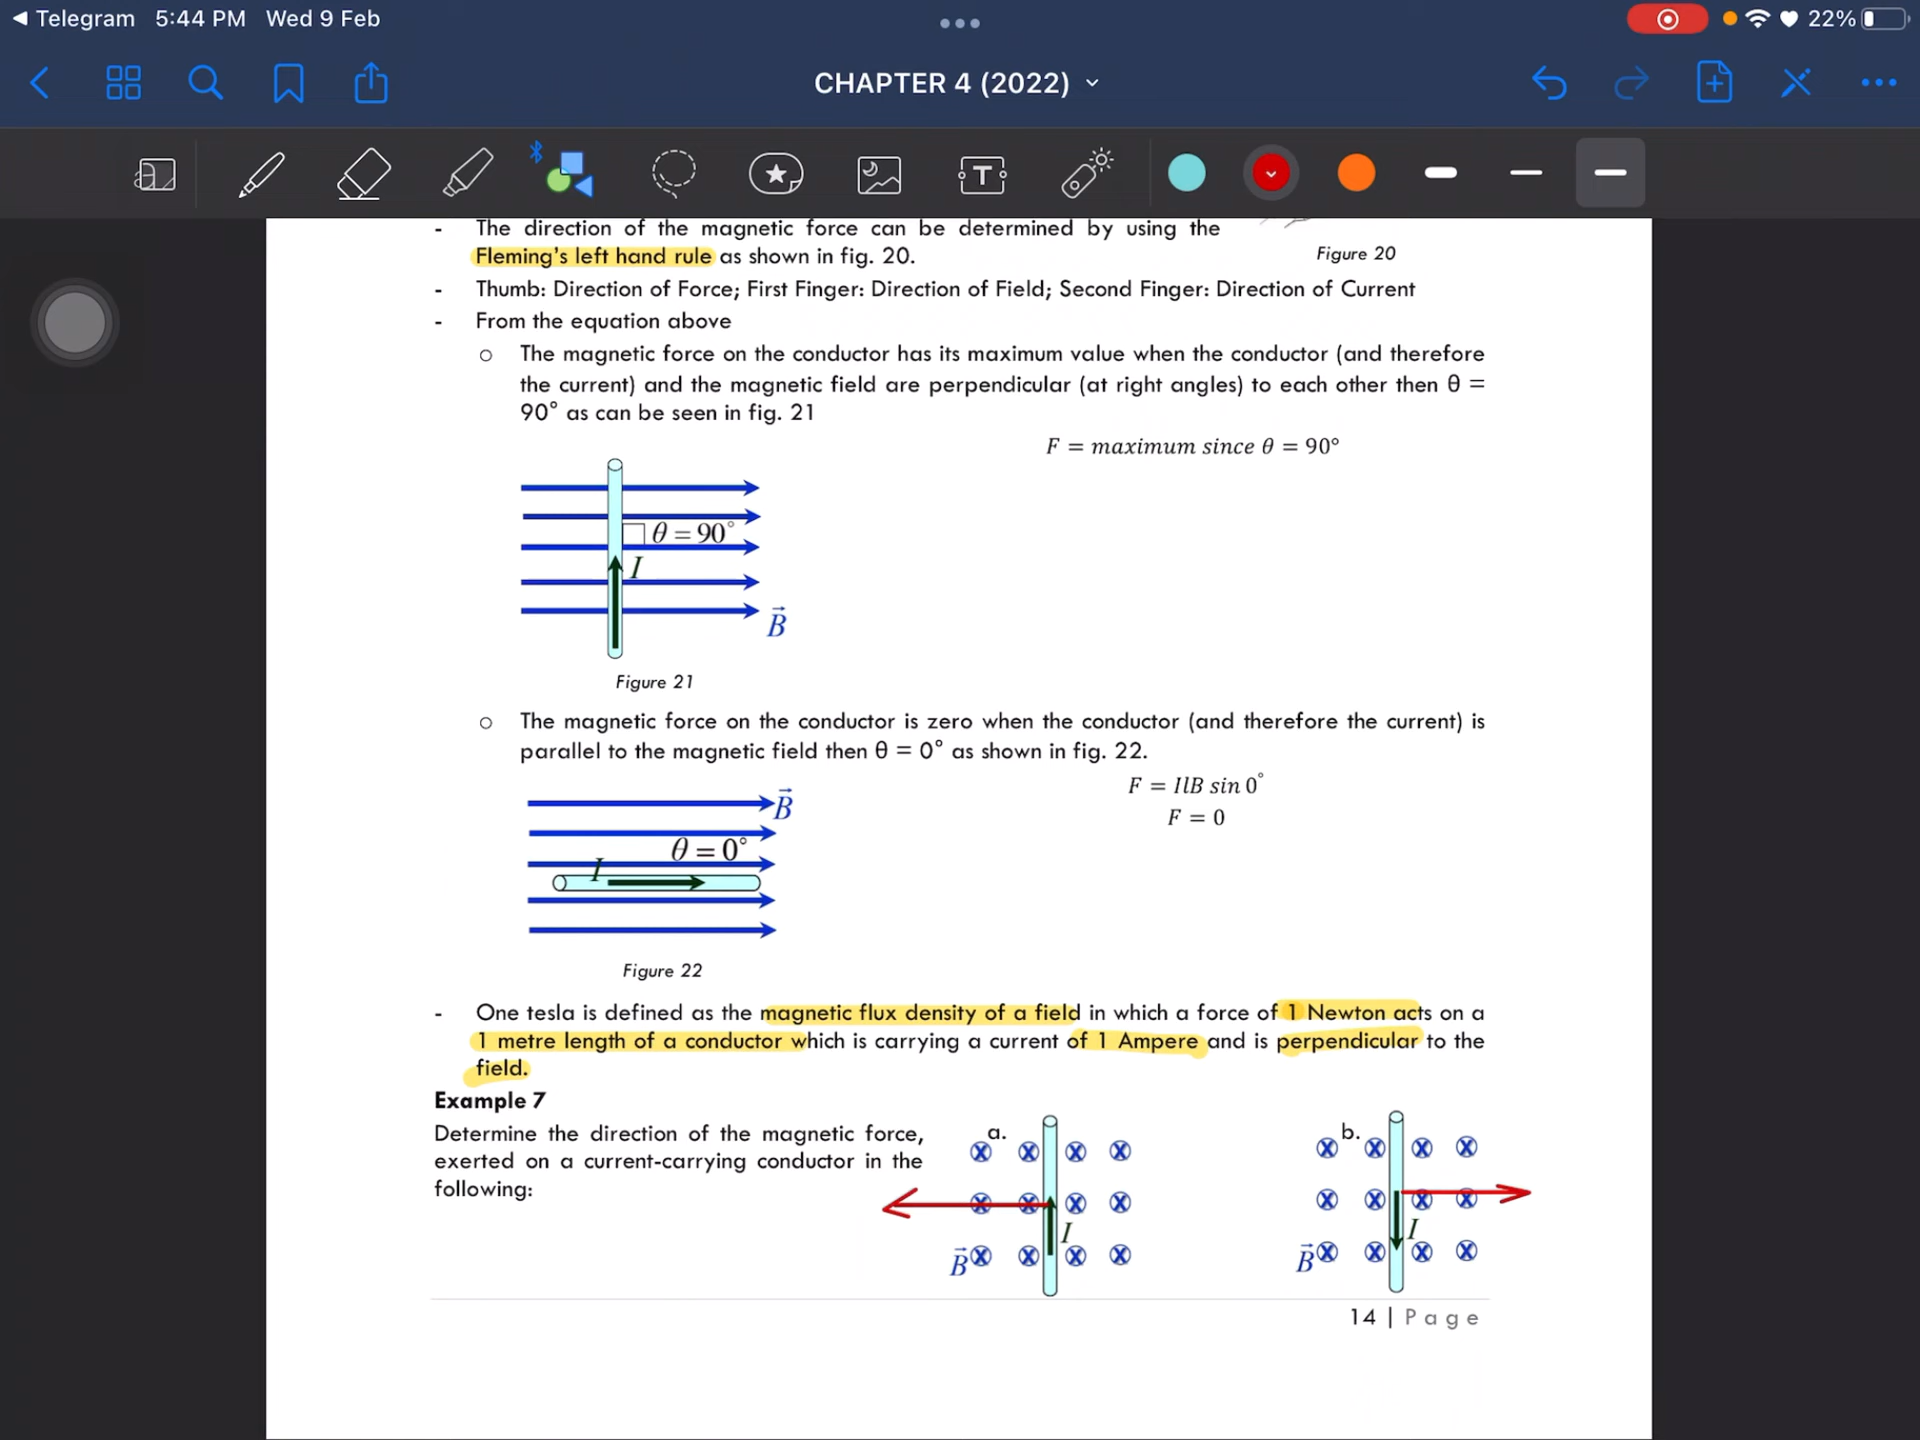 Telegram 5:44 PM Wed 9 Feb
22%
CHAPTER 4 (2022)
T
- The direction of the magnetic force can be determined by using the
Fleming's left hand rule as shown in fig. 20.
Figure 20
- Thumb: Direction of Force; First Finger: Direction of Field; Second Finger: Direction of Current
- From the equation above
o The magnetic force on the conductor has its maximum value when the conductor (and therefore
the current) and the magnetic field are perpendicular (at right angles) to each other then θ =
90° as can be seen in fig. 21
F = maximum since θ = 90°
θ = 90°
I
B⃗
Figure 21
o The magnetic force on the conductor is zero when the conductor (and therefore the current) is
parallel to the magnetic field then θ = 0° as shown in fig. 22.
F = IlB sin 0°
F = 0
B⃗
θ = 0°
I
Figure 22
- One tesla is defined as the magnetic flux density of a field in which a force of 1 Newton acts on a
1 metre length of a conductor which is carrying a current of 1 Ampere and is perpendicular to the
field.
Example 7
Determine the direction of the magnetic force,
exerted on a current-carrying conductor in the
following:
a.
I
B⃗
b.
I
B⃗
14 | Page